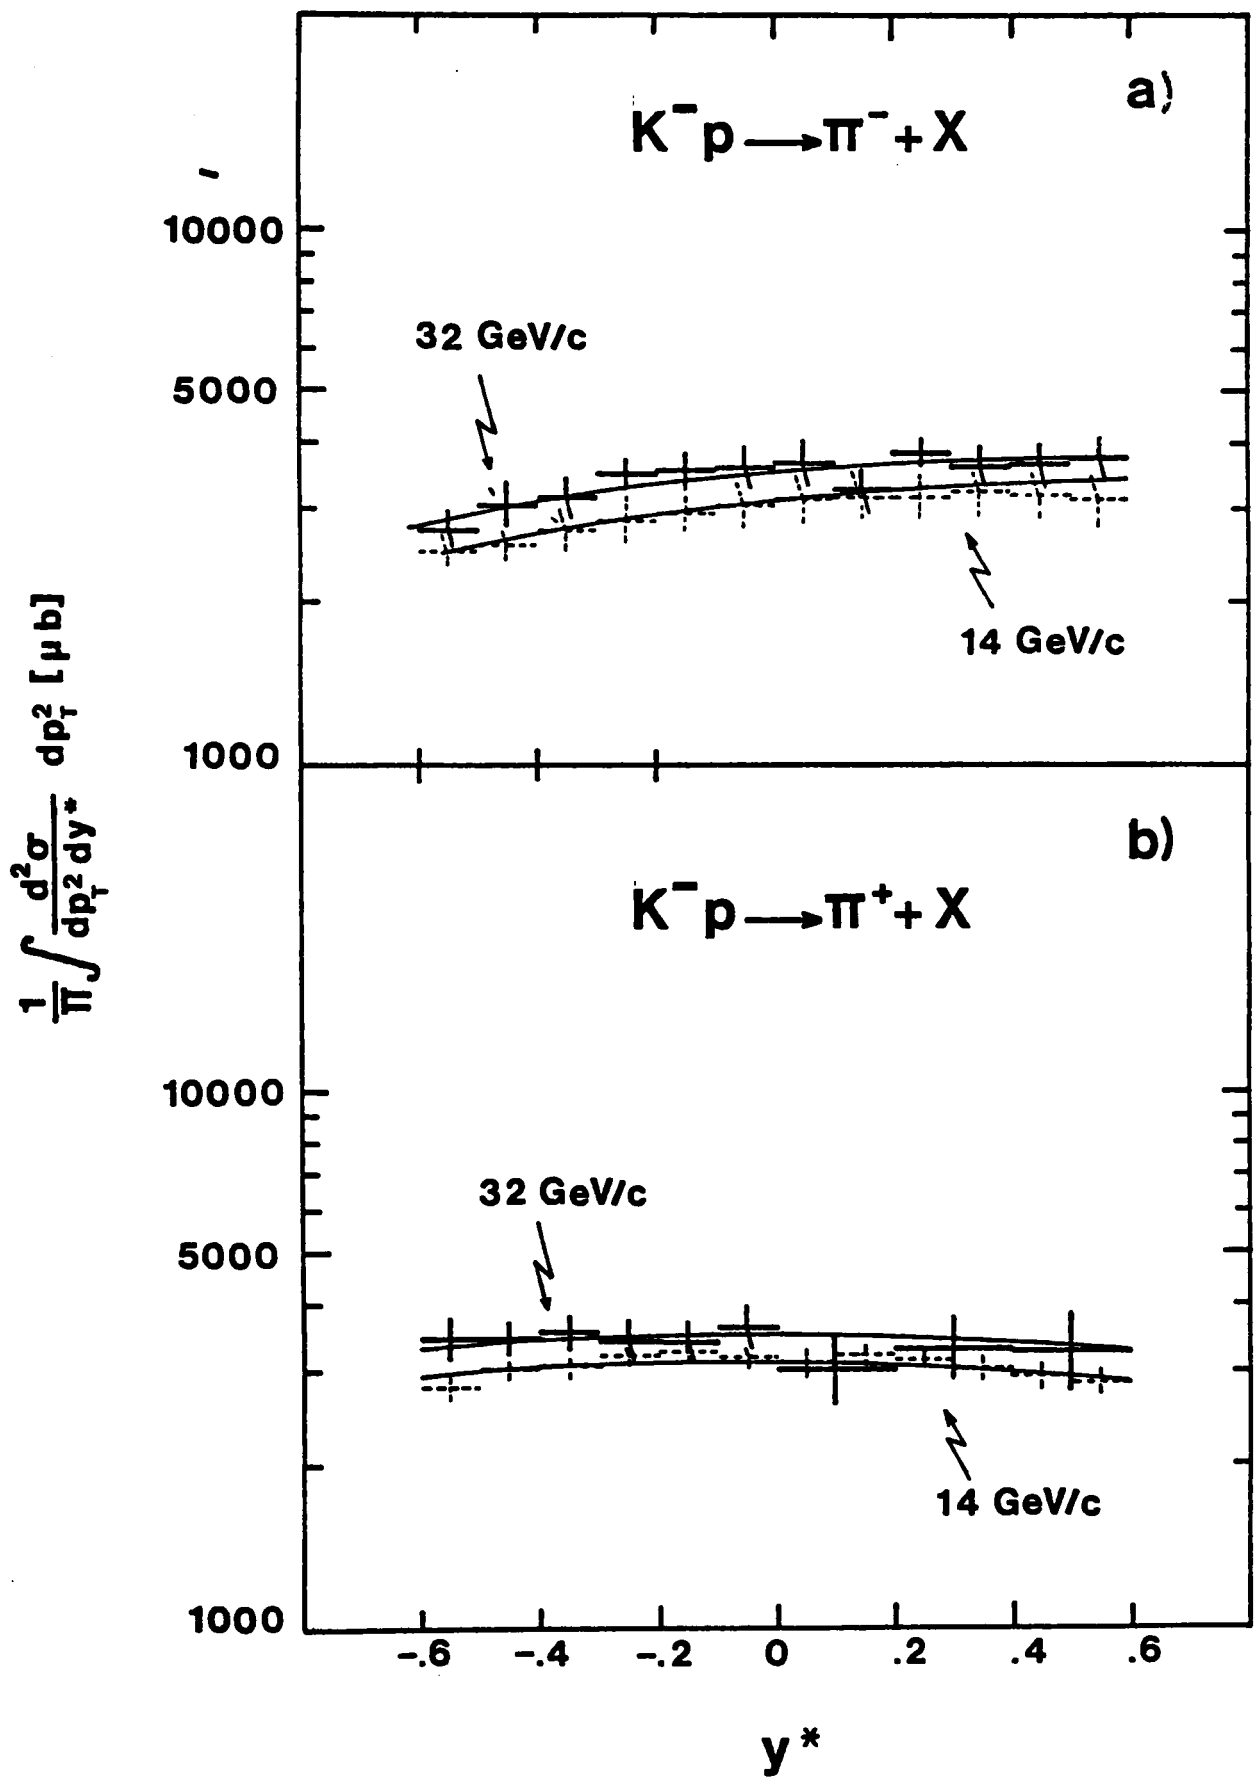 a)
K⁻p → π⁻ + X
10000
32 GeV/c
5000
14 GeV/c
1000
b)
K⁻p → π⁺ + X
10000
32 GeV/c
5000
14 GeV/c
1000
-.6 -.4 -.2 0 .2 .4 .6
y*
1/π ∫ d²σ/dp_T² dy* dp_T² [μb]